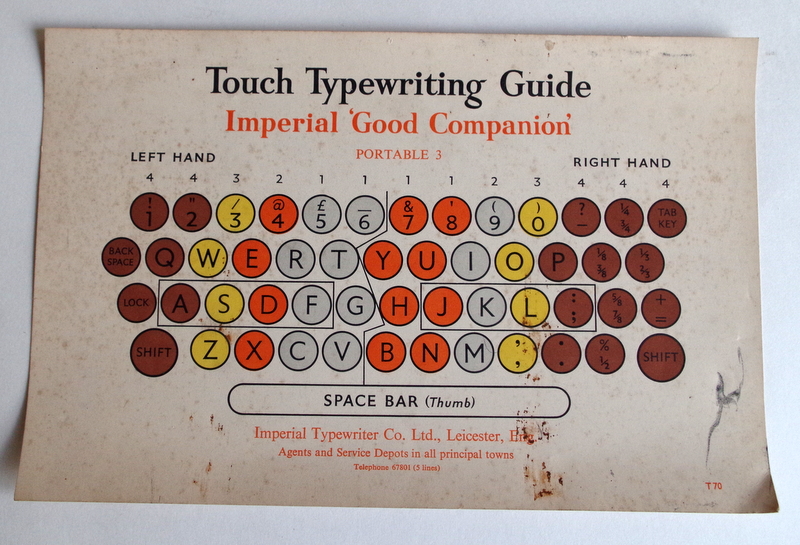 Touch Typewriting Guide
Imperial 'Good Companion'
PORTABLE 3
LEFT HAND RIGHT HAND
4 4 3 2 1 1 1 1 2 3 4 4 4
! 1 " 2 / 3 @ 4 £ 5 _ 6 & 7 ' 8 ( 9 ) 0 ? - ¼ ¾ TAB KEY
BACK SPACE Q W E R T Y U I O P ⅛ ⅜ ⅓ ⅔
LOCK A S D F G H J K L : ; ⅝ ⅞ + =
SHIFT Z X C V B N M , , . . % ½ SHIFT
SPACE BAR (Thumb)
Imperial Typewriter Co. Ltd., Leicester, Eng.
Agents and Service Depots in all principal towns
Telephone 67801 (5 lines)
T70